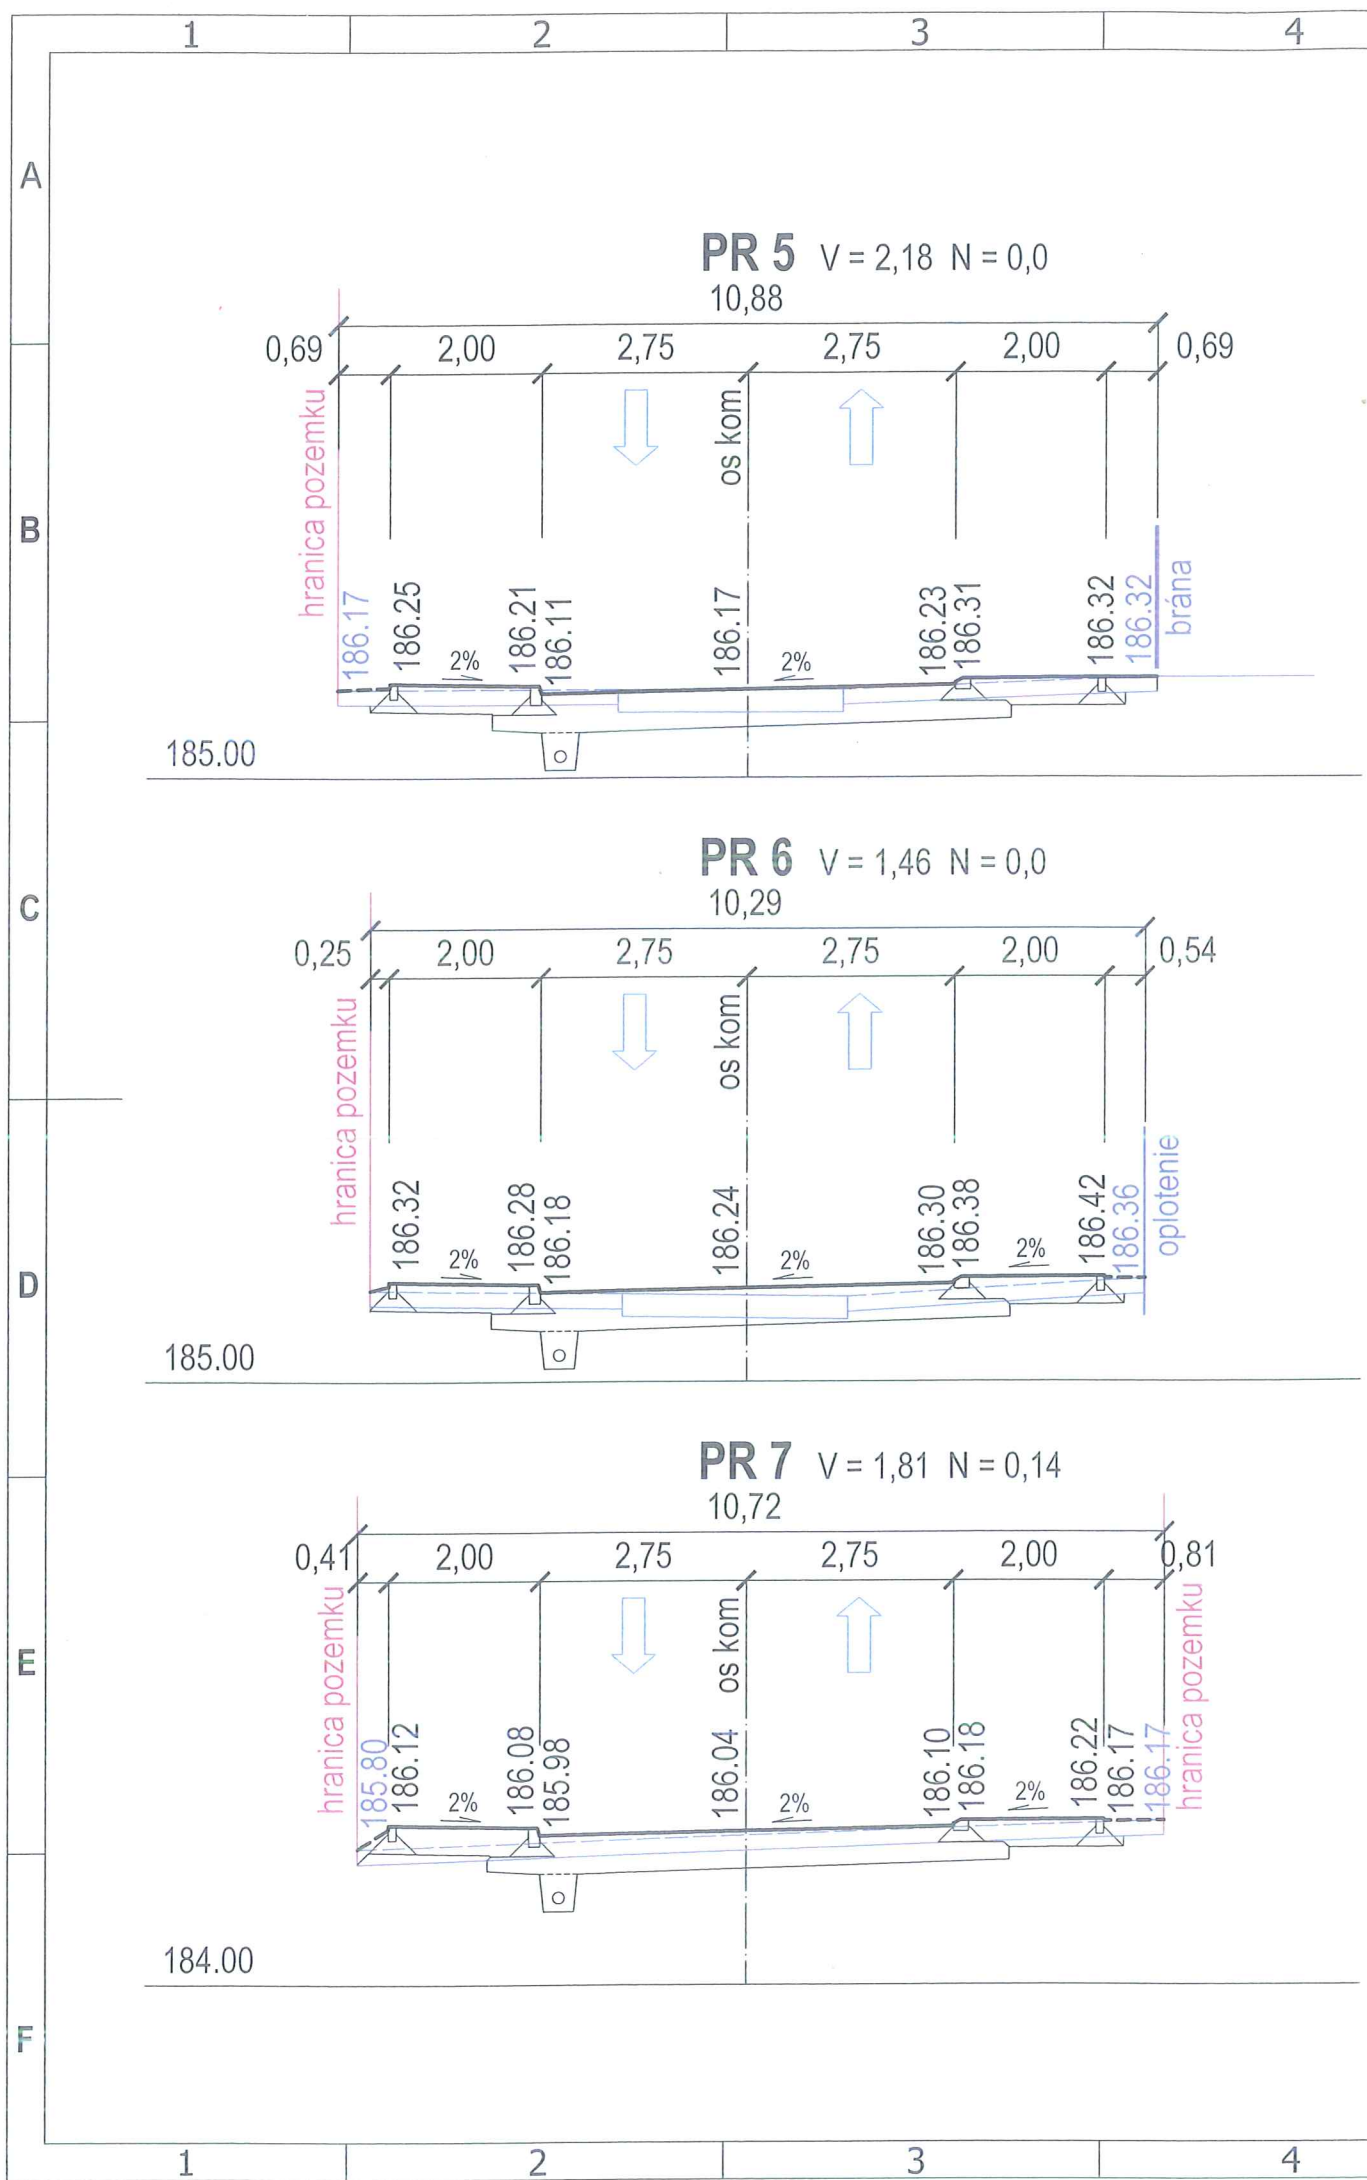 1 2 3 4
A
B
C
D
E
F
PR 5 V = 2,18 N = 0,0
10,88
0,69 2,00 2,75 2,75 2,00 0,69
hranica pozemku
os kom
brána
186.17 186.25 186.21 186.11 186.17 186.23 186.31 186.32 186.32
2% 2%
185.00
PR 6 V = 1,46 N = 0,0
10,29
0,25 2,00 2,75 2,75 2,00 0,54
hranica pozemku
os kom
oplotenie
186.32 186.28 186.18 186.24 186.30 186.38 186.42 186.36
2% 2% 2%
185.00
PR 7 V = 1,81 N = 0,14
10,72
0,41 2,00 2,75 2,75 2,00 0,81
hranica pozemku
os kom
hranica pozemku
185.80 186.12 186.08 185.98 186.04 186.10 186.18 186.22 186.17 186.17
2% 2% 2%
184.00
1 2 3 4